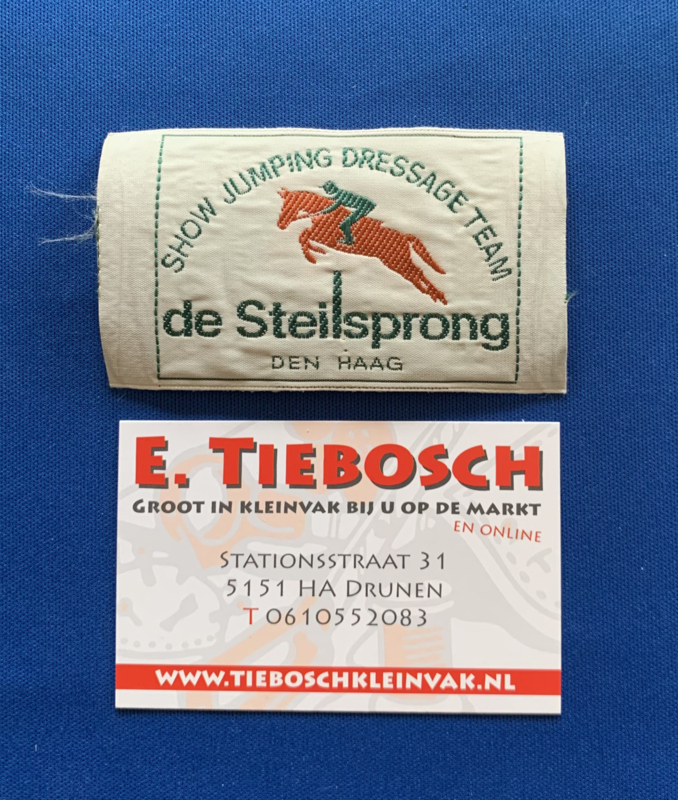 SHOW JUMPING DRESSAGE TEAM
de Steilsprong
DEN HAAG
E. TIEBOSCH
GROOT IN KLEINVAK BIJ U OP DE MARKT
EN ONLINE
STATIONSSTRAAT 31
5151 HA DRUNEN
T 0610552083
WWW.TIEBOSCHKLEINVAK.NL